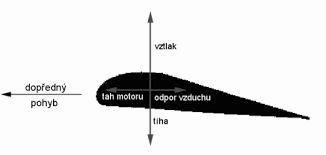 vztlak
dopředný
pohyb
tah motoru
odpor vzduchu
tíha